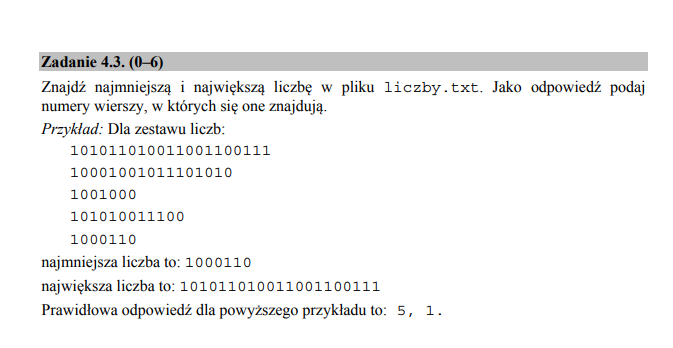 Zadanie 4.3. (0–6)
Znajdź najmniejszą i największą liczbę w pliku liczby.txt. Jako odpowiedź podaj
numery wierszy, w których się one znajdują.
Przykład: Dla zestawu liczb:
101011010011001100111
10001001011101010
1001000
101010011100
1000110
najmniejsza liczba to: 1000110
największa liczba to: 101011010011001100111
Prawidłowa odpowiedź dla powyższego przykładu to: 5, 1.